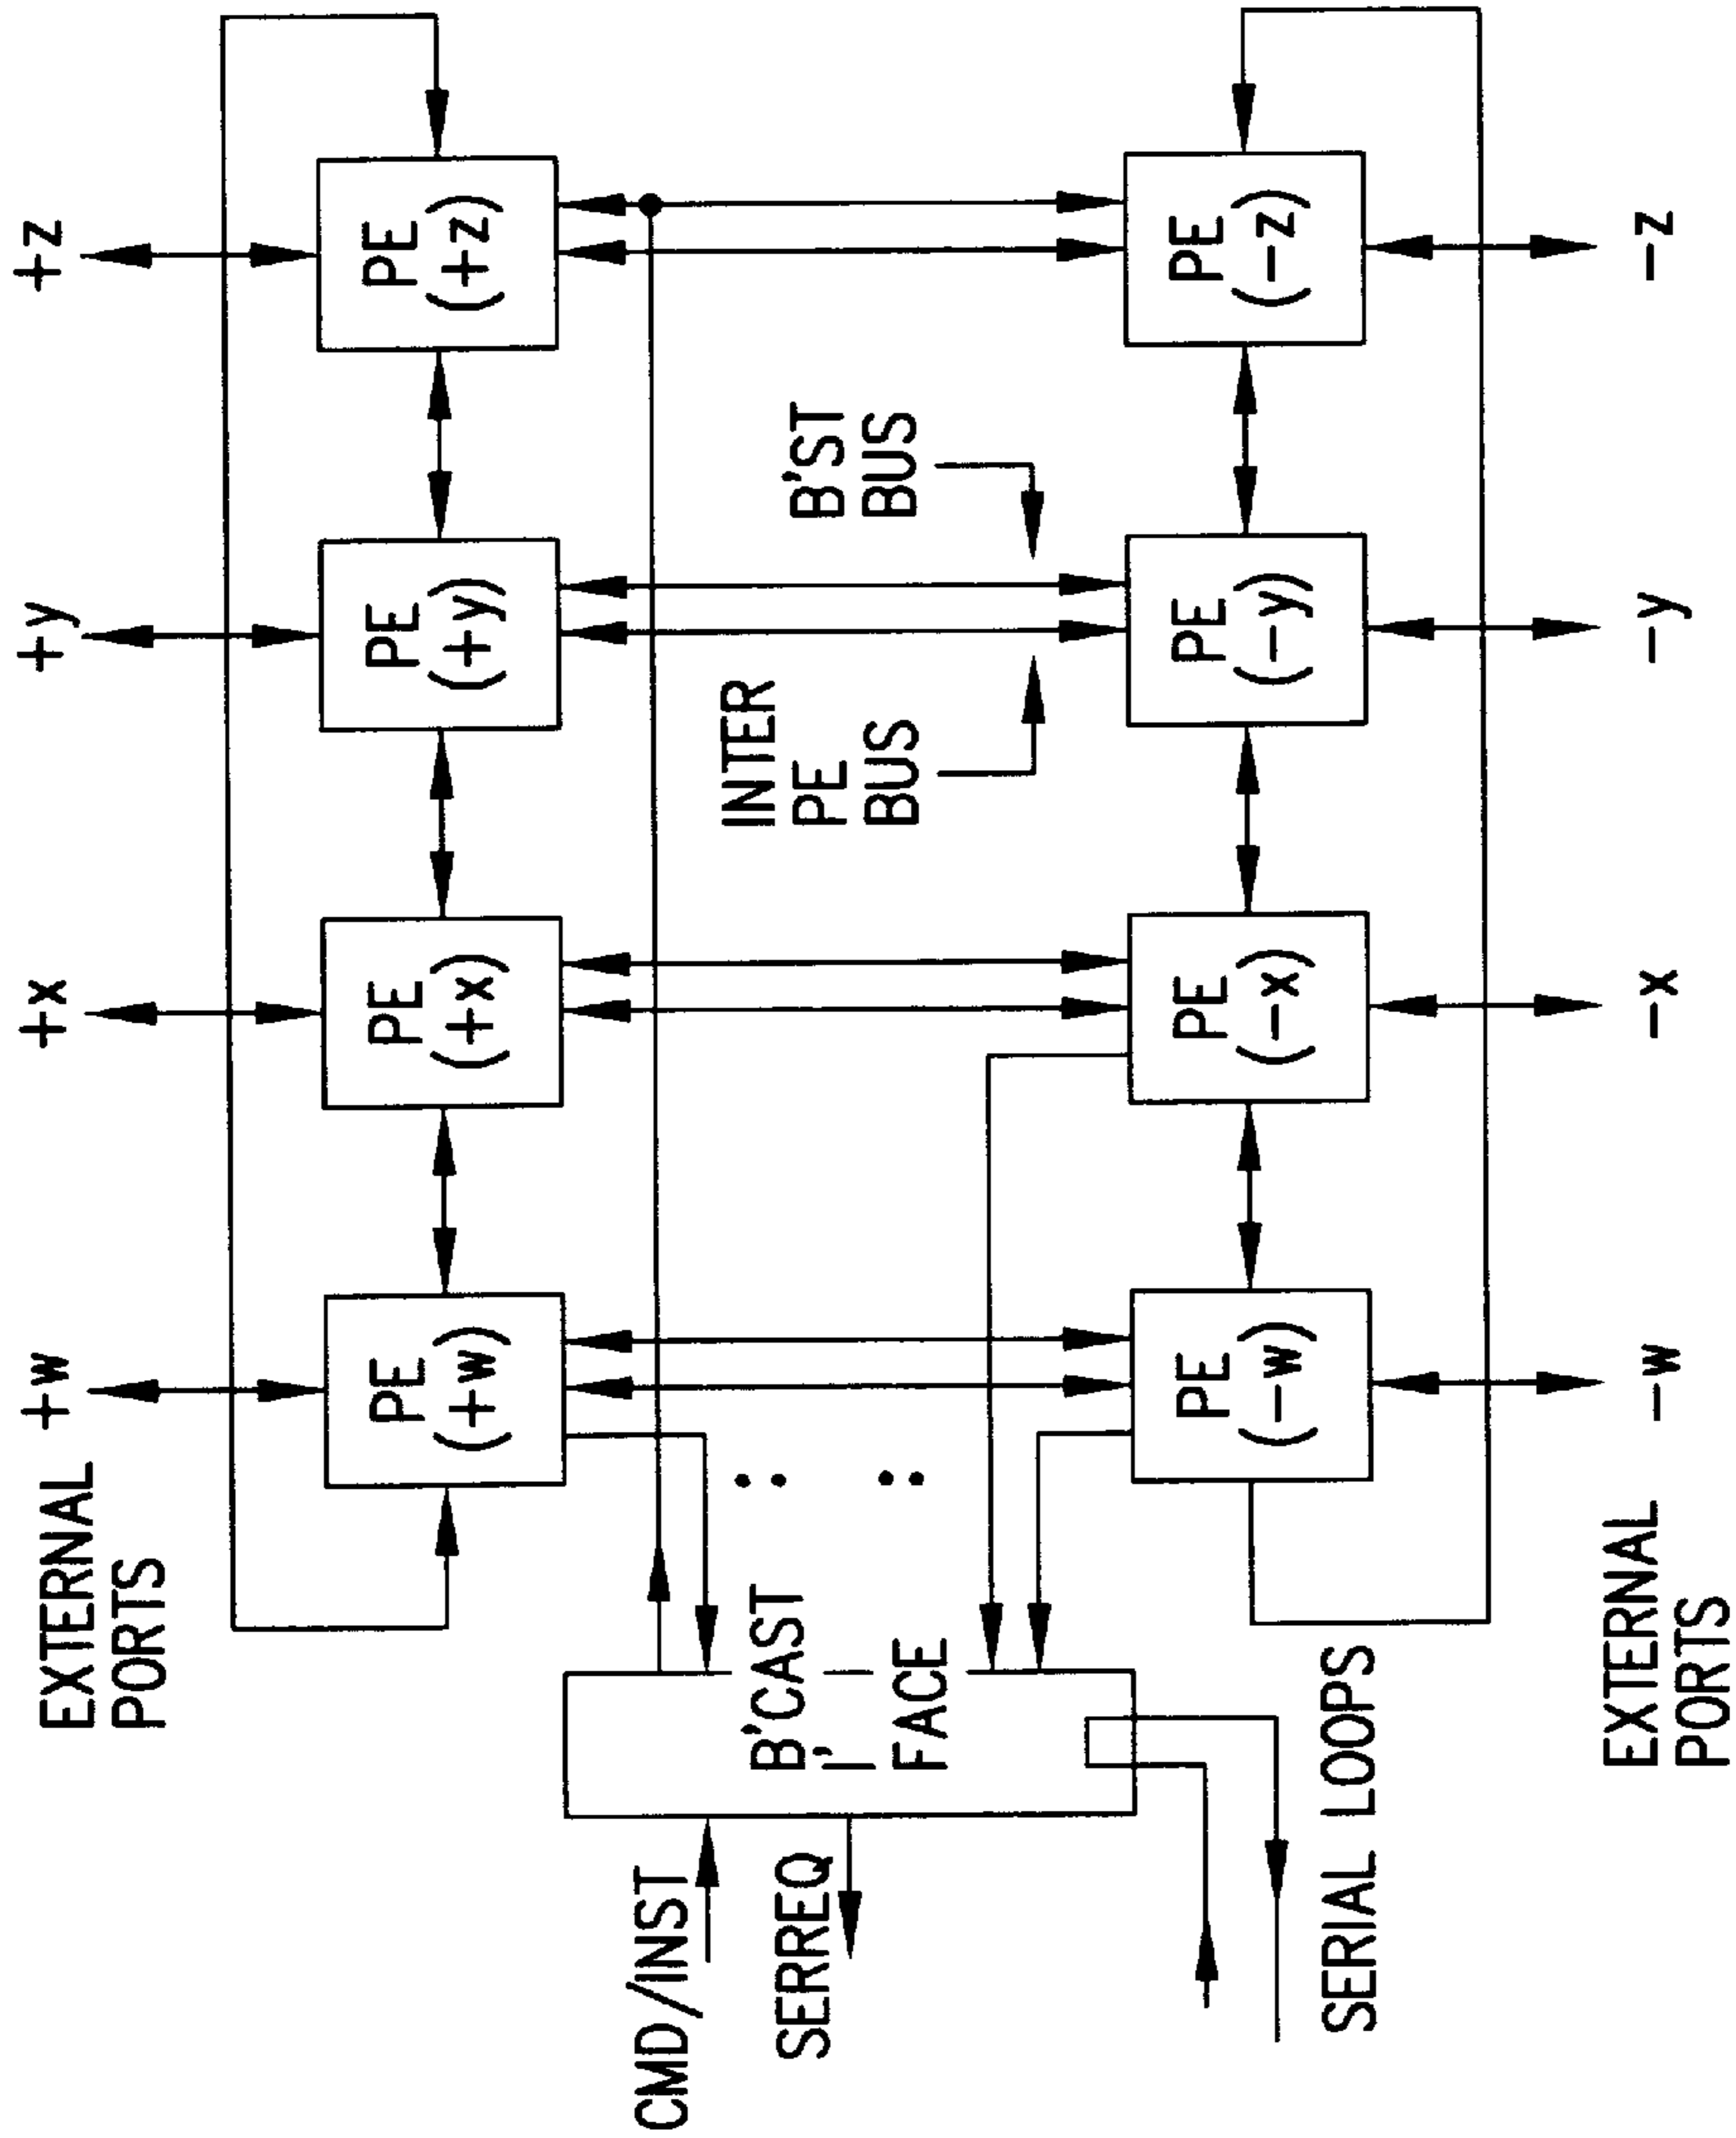 EXTERNAL
PORTS
+w
+x
+y
+z
PE
(+w)
PE
(+x)
PE
(+y)
PE
(+z)
CMD/INST
SERREQ
B'CAST
I'
FACE
INTER
PE
BUS
B'ST
BUS
PE
(-w)
PE
(-x)
PE
(-y)
PE
(-z)
SERIAL LOOPS
EXTERNAL
PORTS
-w
-x
-y
-z